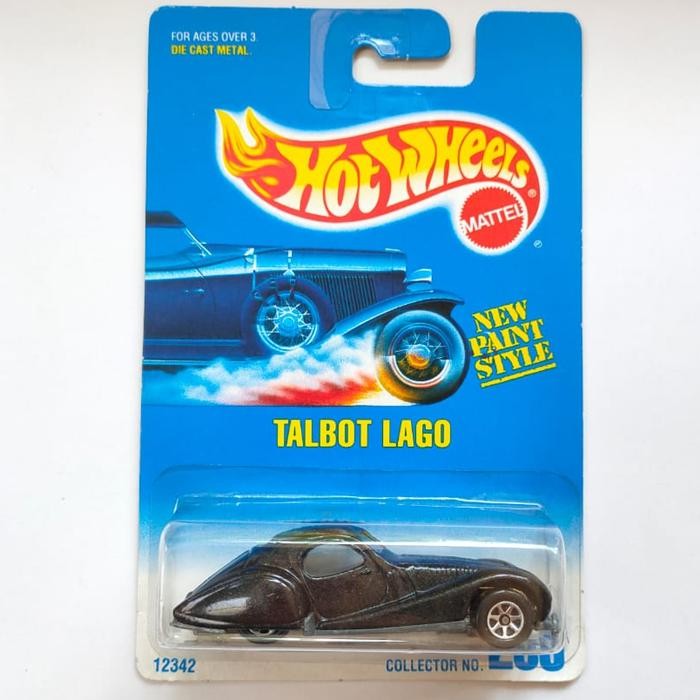 FOR AGES OVER 3.
DIE CAST METAL.
HOT WHEELS
®
MATTEL
®
NEW
PAINT
STYLE
TALBOT LAGO
12342
COLLECTOR NO.